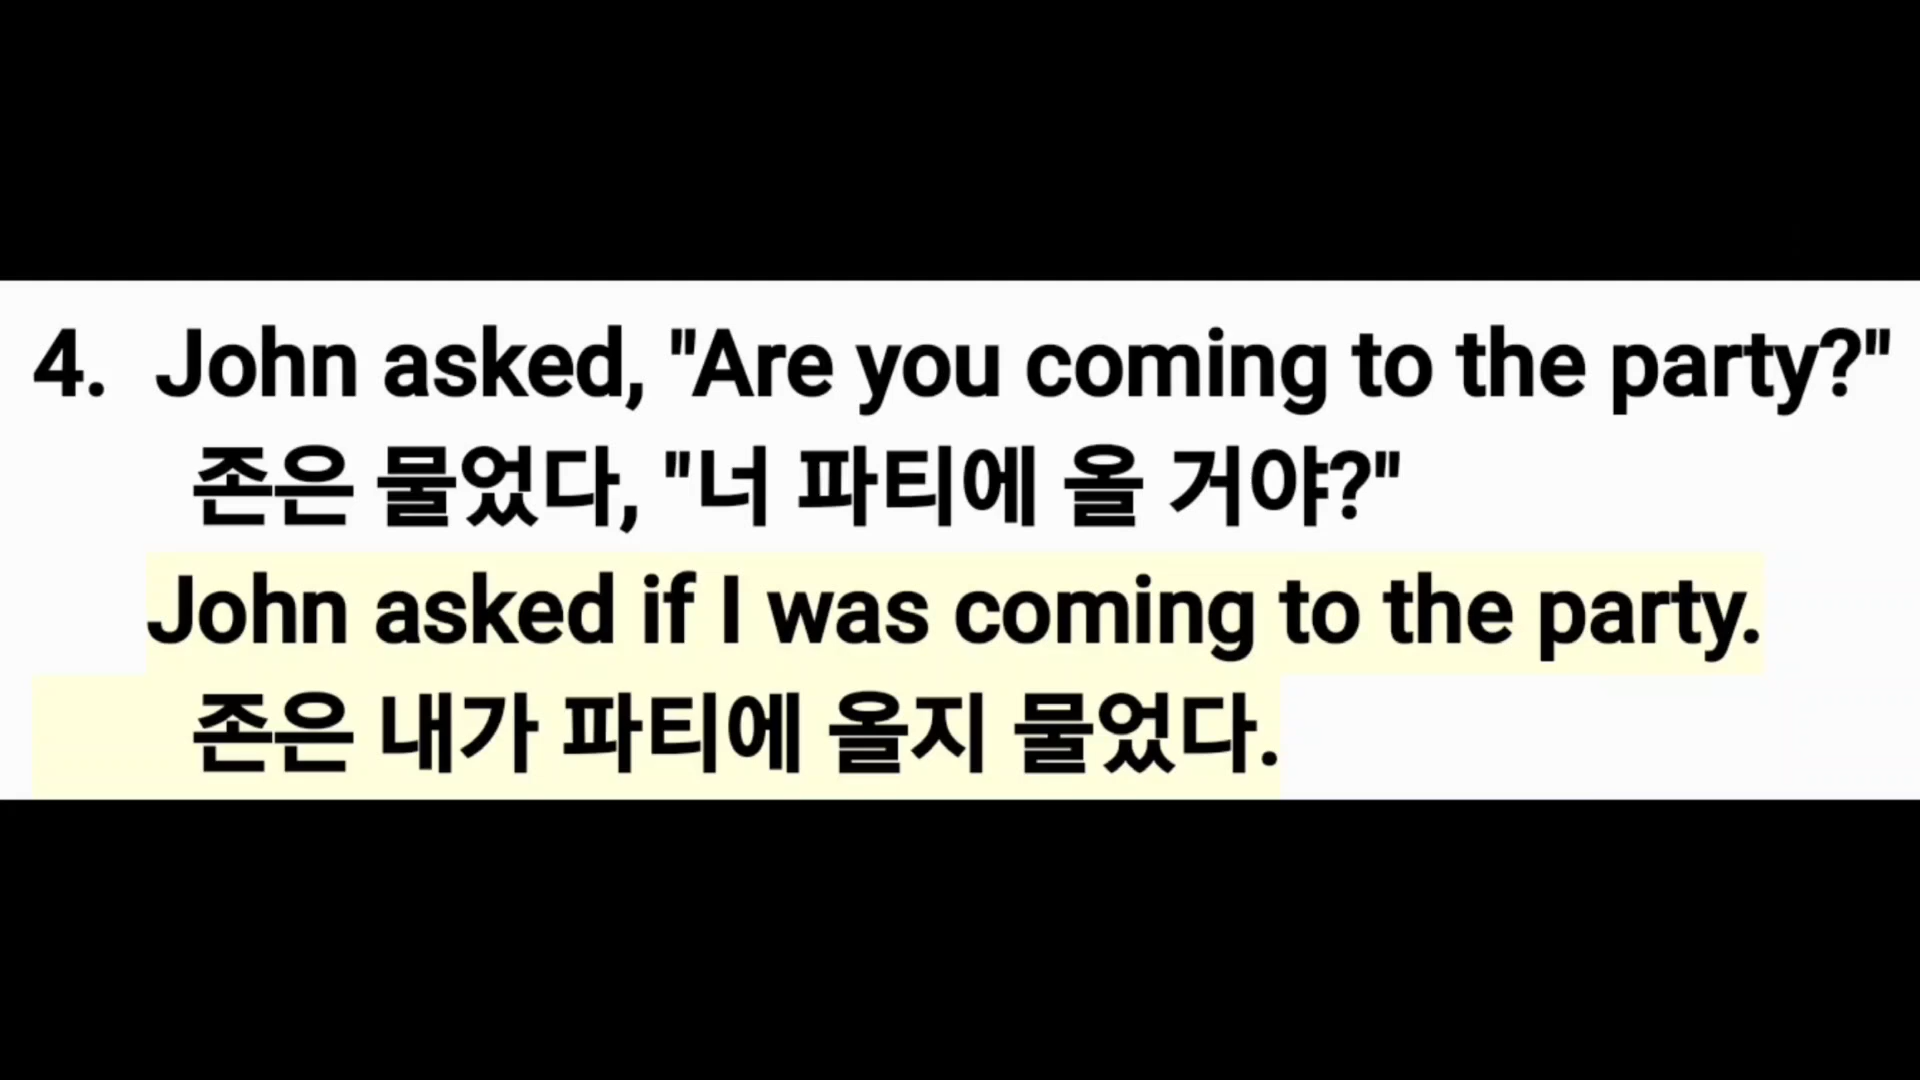 4. John asked, "Are you coming to the party?"
존은 물었다, "너 파티에 올 거야?"
John asked if I was coming to the party.
존은 내가 파티에 올지 물었다.